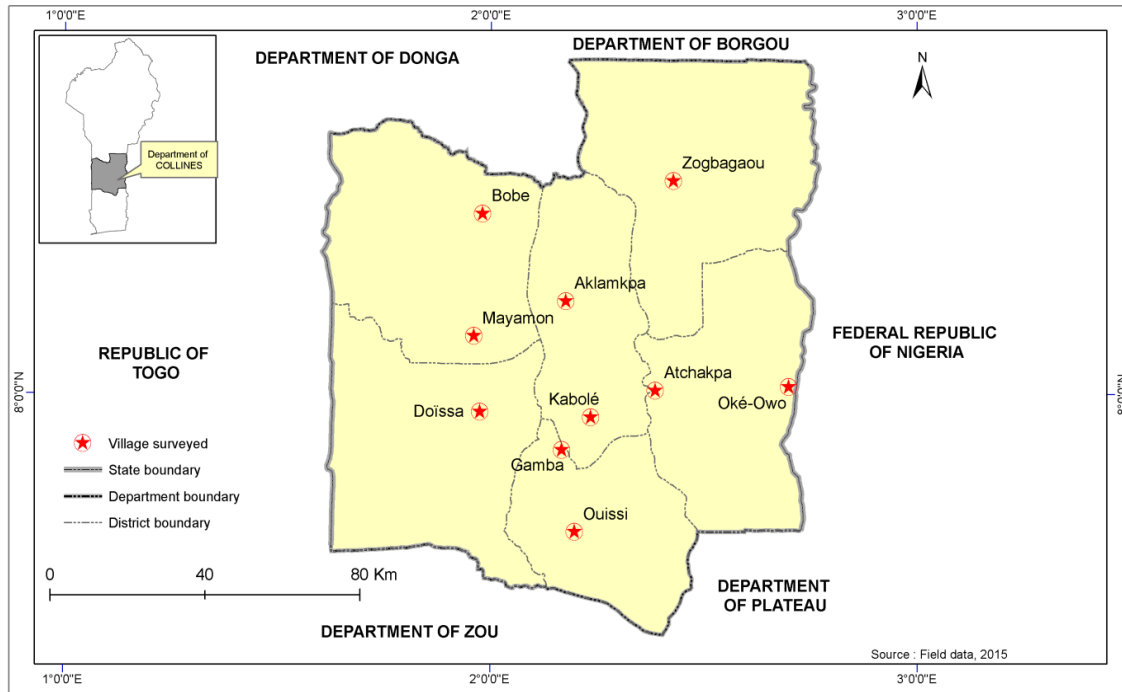 1°0'0"E
2°0'0"E
3°0'0"E
DEPARTMENT OF DONGA
DEPARTMENT OF BORGOU
N
Department of
COLLINES
Zogbagaou
Bobe
Aklamkpa
Mayamon
REPUBLIC OF
TOGO
FEDERAL REPUBLIC
OF NIGERIA
8°0'0"N
8°0'0"N
Atchakpa
Oké-Owo
Kabolé
Doïssa
Gamba
Ouissi
Village surveyed
State boundary
Department boundary
District boundary
0
40
80 Km
DEPARTMENT
OF PLATEAU
DEPARTMENT OF ZOU
Source : Field data, 2015
1°0'0"E
2°0'0"E
3°0'0"E